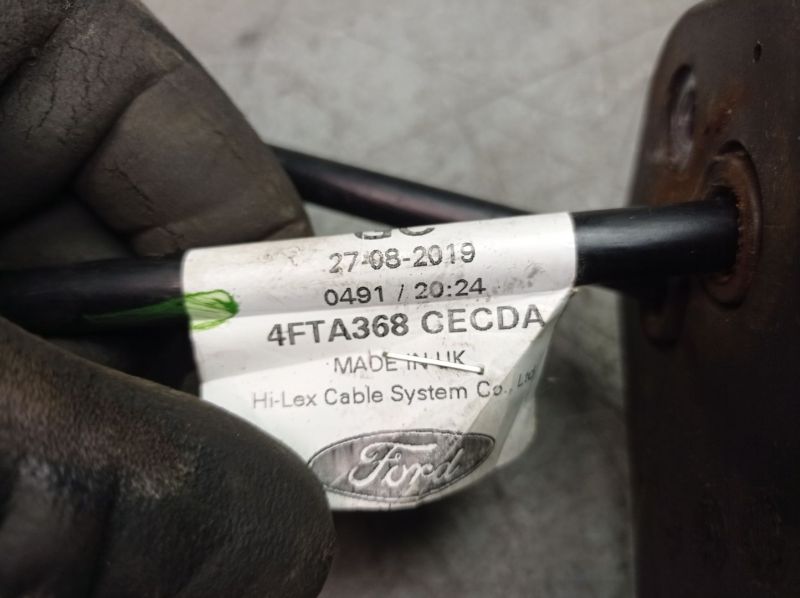 27-08-2019
0491 / 20:24
4FTA368 CECDA
MADE IN UK
Hi-Lex Cable System Co., Ltd
Ford